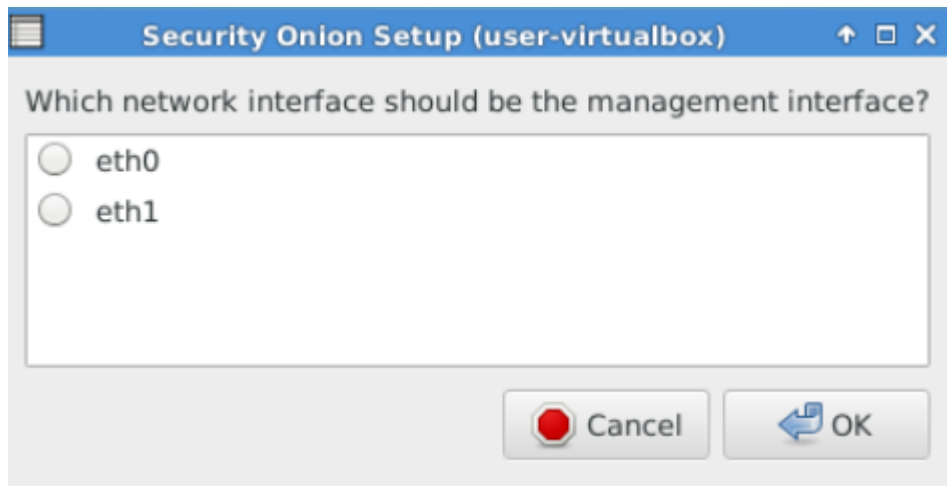 Security Onion Setup (user-virtualbox)
Which network interface should be the management interface?
eth0
eth1
Cancel
OK